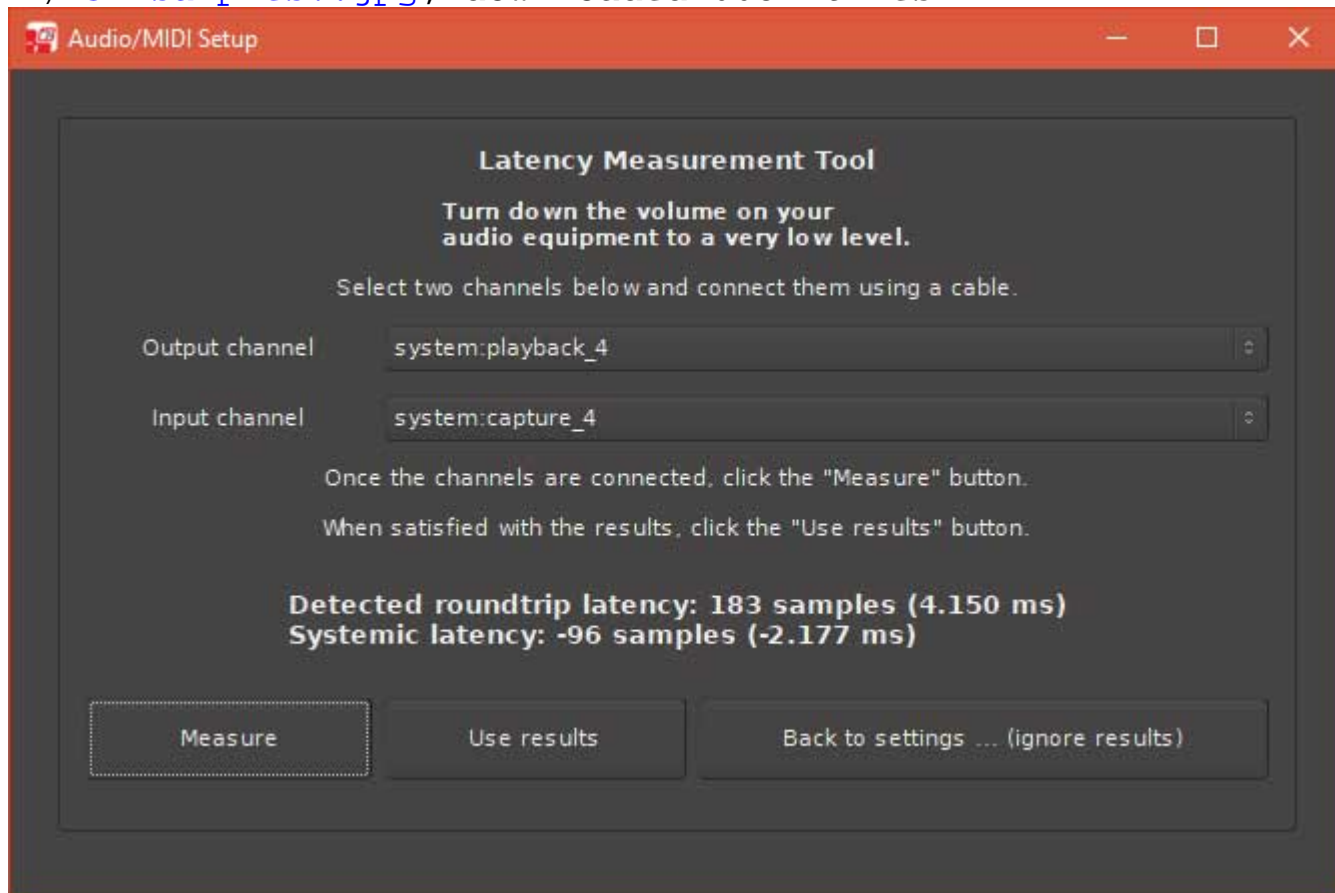 Audio/MIDI Setup
Latency Measurement Tool
Turn down the volume on your
audio equipment to a very low level.
Select two channels below and connect them using a cable.
Output channel system:playback_4
Input channel system:capture_4
Once the channels are connected, click the "Measure" button.
When satisfied with the results, click the "Use results" button.
Detected roundtrip latency: 183 samples (4.150 ms)
Systemic latency: -96 samples (-2.177 ms)
Measure Use results Back to settings ... (ignore results)